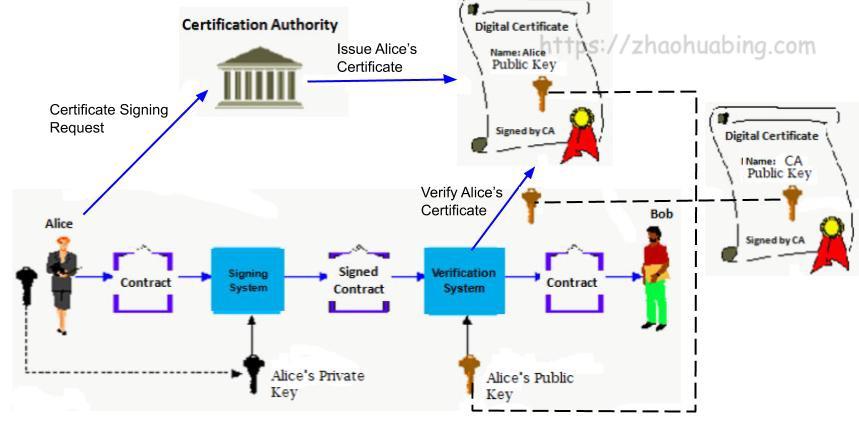 Certification Authority
Issue Alice's
Certificate
Certificate Signing
Request
Digital Certificate
Name: Alice
Public Key
Signed by CA
https://zhaohuabing.com
Digital Certificate
Name: CA
Public Key
Signed by CA
Verify Alice's
Certificate
Alice
Bob
Contract
Signing
System
Signed
Contract
Verification
System
Contract
Alice's Private
Key
Alice's Public
Key